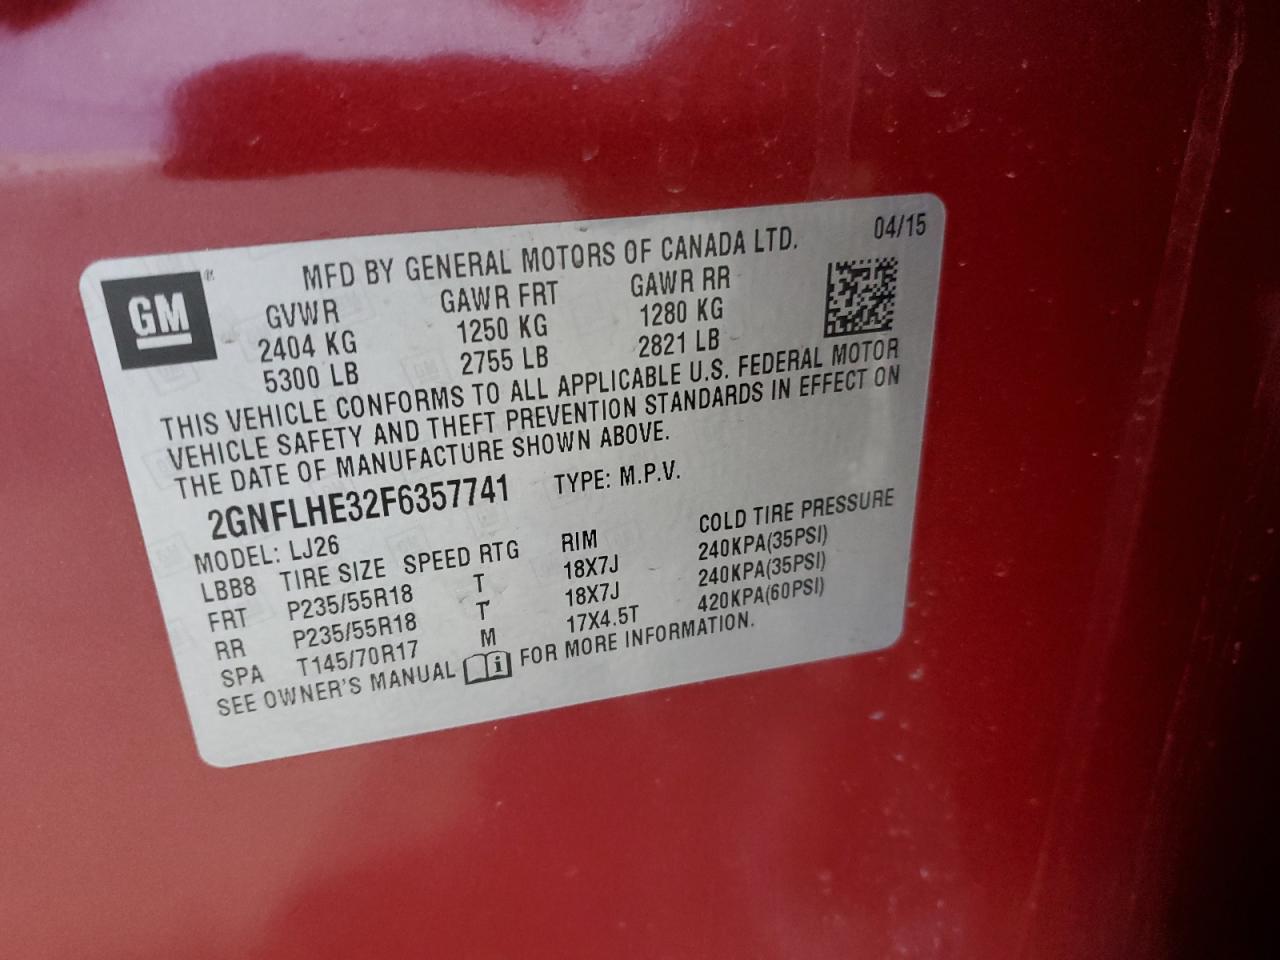 04/15
MFD BY GENERAL MOTORS OF CANADA LTD.
GM
GVWR GAWR FRT GAWR RR
2404 KG 1250 KG 1280 KG
5300 LB 2755 LB 2821 LB
THIS VEHICLE CONFORMS TO ALL APPLICABLE U.S. FEDERAL MOTOR
VEHICLE SAFETY AND THEFT PREVENTION STANDARDS IN EFFECT ON
THE DATE OF MANUFACTURE SHOWN ABOVE.
2GNFLHE32F6357741 TYPE: M.P.V.
MODEL: LJ26
LBB8 TIRE SIZE SPEED RTG RIM COLD TIRE PRESSURE
FRT P235/55R18 T 18X7J 240KPA(35PSI)
RR P235/55R18 T 18X7J 240KPA(35PSI)
SPA T145/70R17 M 17X4.5T 420KPA(60PSI)
SEE OWNER'S MANUAL i FOR MORE INFORMATION.